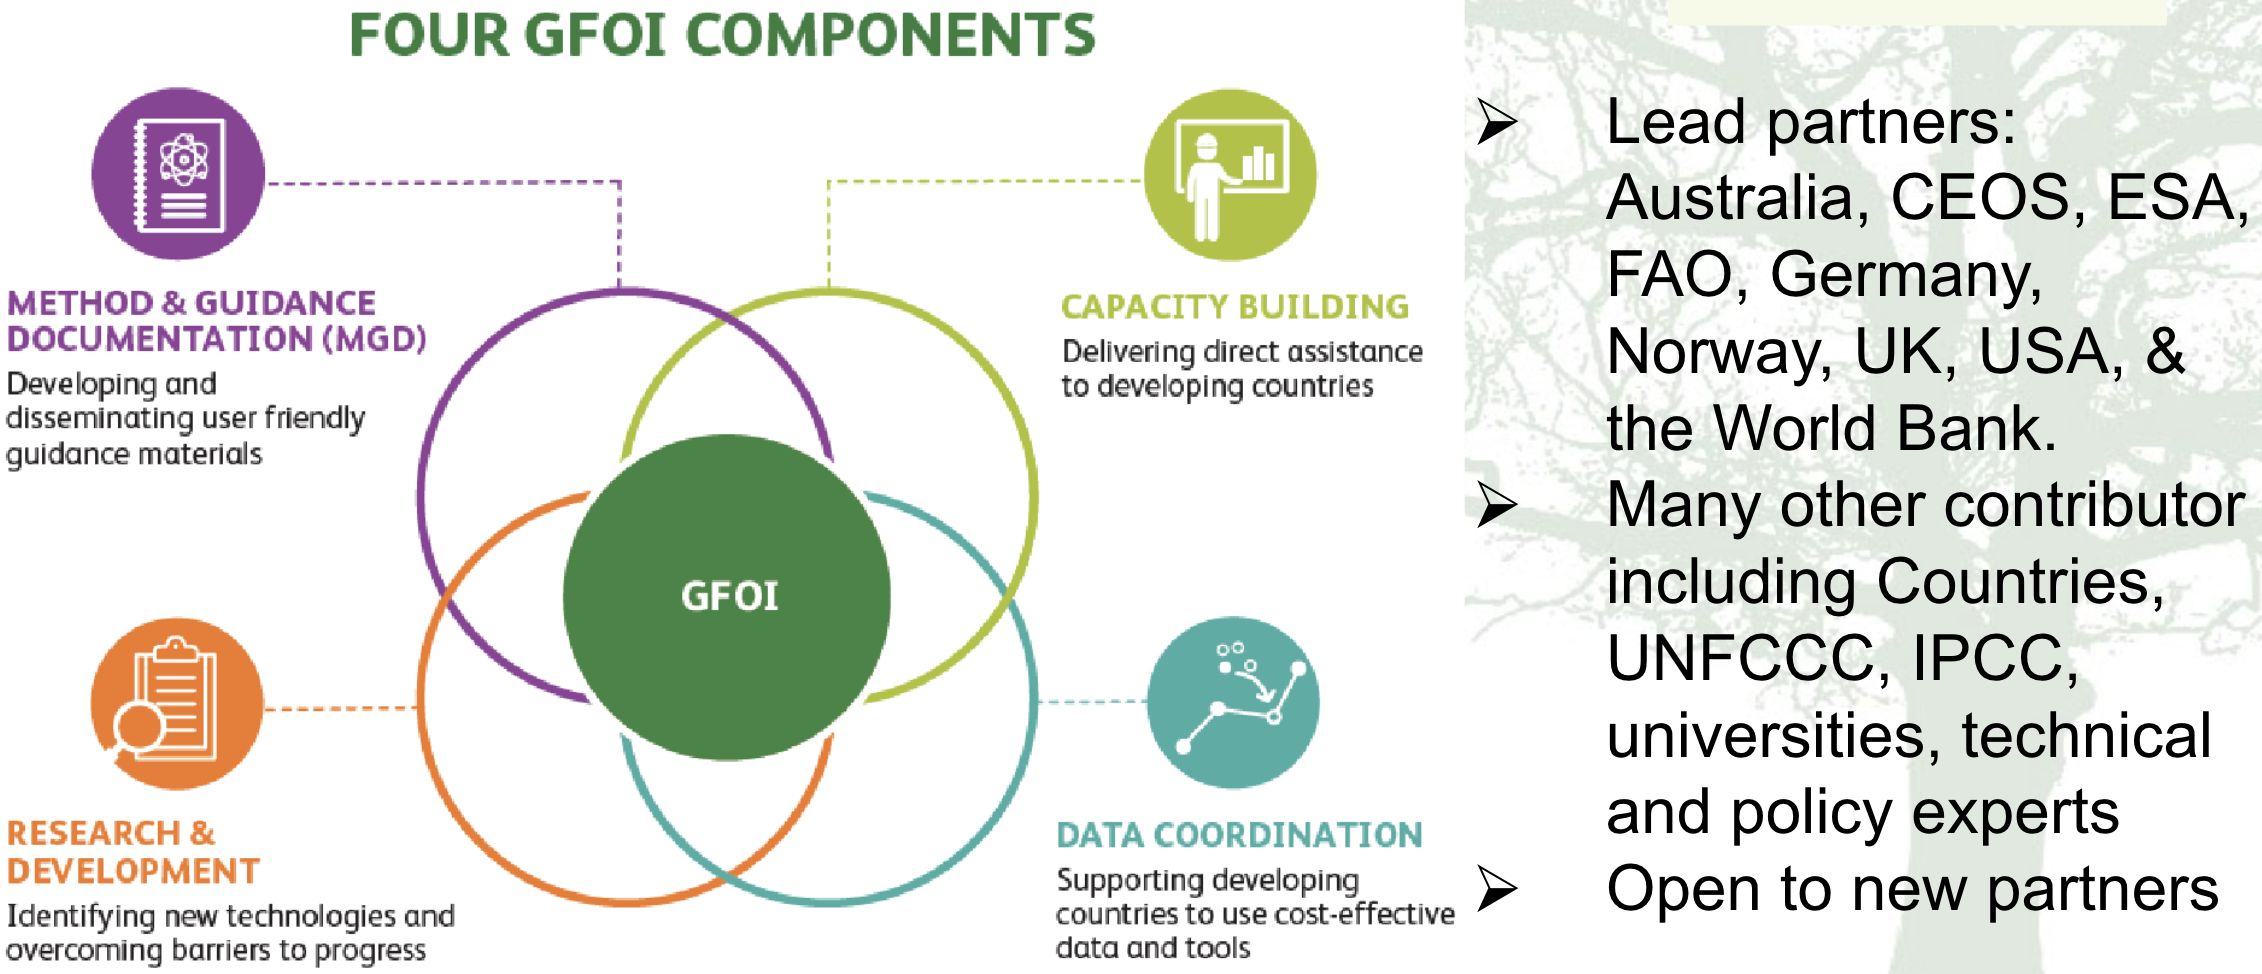 FOUR GFOI COMPONENTS
METHOD & GUIDANCE
DOCUMENTATION (MGD)
Developing and
disseminating user friendly
guidance materials
CAPACITY BUILDING
Delivering direct assistance
to developing countries
GFOI
RESEARCH &
DEVELOPMENT
Identifying new technologies and
overcoming barriers to progress
DATA COORDINATION
Supporting developing
countries to use cost-effective
data and tools
➢ Lead partners:
Australia, CEOS, ESA,
FAO, Germany,
Norway, UK, USA, &
the World Bank.
➢ Many other contributor
including Countries,
UNFCCC, IPCC,
universities, technical
and policy experts
➢ Open to new partners